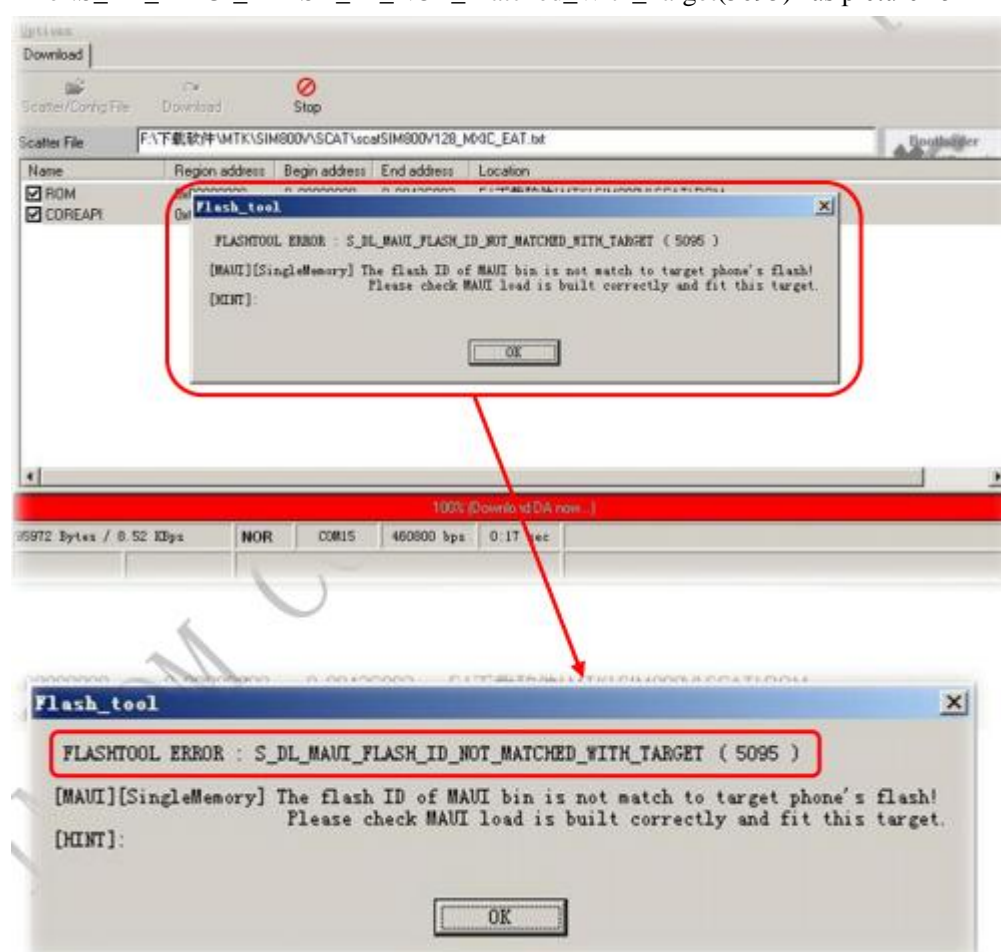 Options
Download
Scatter/Config File Download Stop
Scatter File F:\下载软件\MTK\SIM800V\SCAT\scatSIM800V128_MXIC_EAT.txt
Name Region address Begin address End address Location
ROM
COREAPI
Flash_tool
FLASHTOOL ERROR : S_DL_MAUI_FLASH_ID_NOT_MATCHED_WITH_TARGET ( 5095 )
[MAUI][SingleMemory] The flash ID of MAUI bin is not match to target phone's flash!
Please check MAUI load is built correctly and fit this target.
[HINT]:
OK
100% (Download DA now...)
Bytes / 8.52 KBps NOR COM15 460800 bps 0:17 sec
Flash_tool
FLASHTOOL ERROR : S_DL_MAUI_FLASH_ID_NOT_MATCHED_WITH_TARGET ( 5095 )
[MAUI][SingleMemory] The flash ID of MAUI bin is not match to target phone's flash!
Please check MAUI load is built correctly and fit this target.
[HINT]:
OK